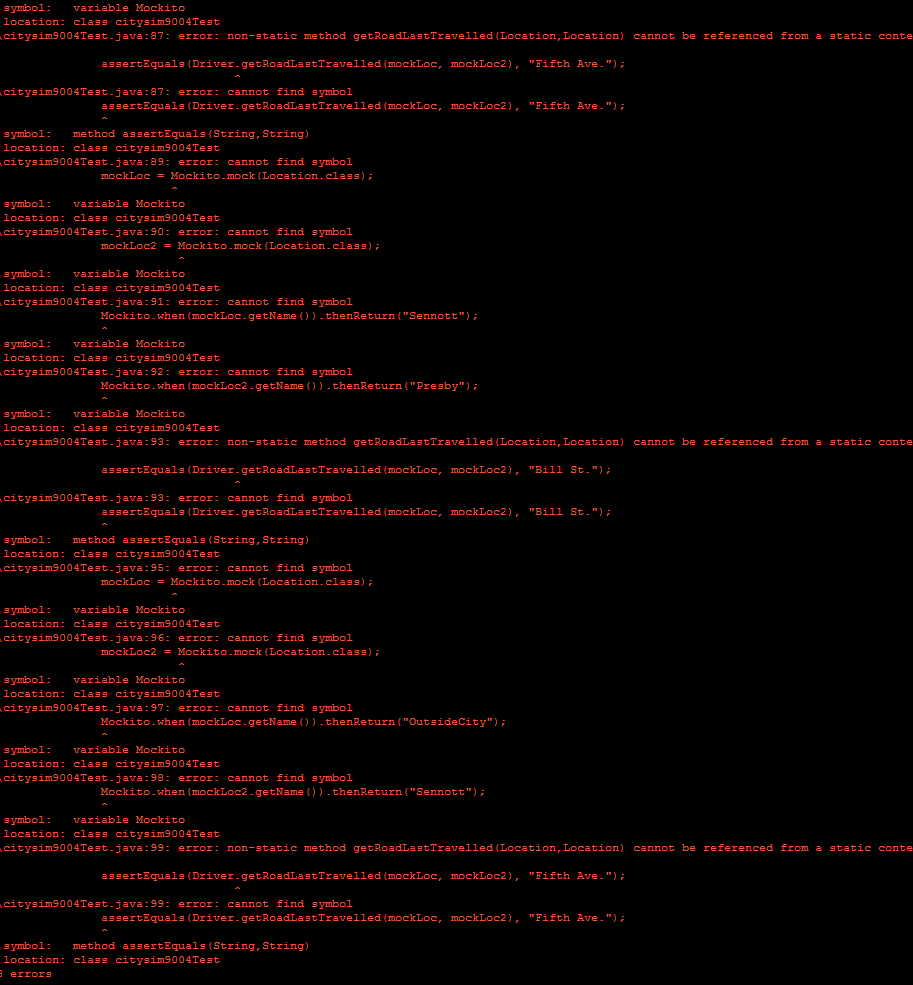 symbol:   variable Mockito
location: class citysim9004Test
\citysim9004Test.java:87: error: non-static method getRoadLastTravelled(Location,Location) cannot be referenced from a static conte
assertEquals(Driver.getRoadLastTravelled(mockLoc, mockLoc2), "Fifth Ave.");
^
\citysim9004Test.java:87: error: cannot find symbol
assertEquals(Driver.getRoadLastTravelled(mockLoc, mockLoc2), "Fifth Ave.");
^
symbol:   method assertEquals(String,String)
location: class citysim9004Test
\citysim9004Test.java:89: error: cannot find symbol
mockLoc = Mockito.mock(Location.class);
^
symbol:   variable Mockito
location: class citysim9004Test
\citysim9004Test.java:90: error: cannot find symbol
mockLoc2 = Mockito.mock(Location.class);
^
symbol:   variable Mockito
location: class citysim9004Test
\citysim9004Test.java:91: error: cannot find symbol
Mockito.when(mockLoc.getName()).thenReturn("Sennott");
^
symbol:   variable Mockito
location: class citysim9004Test
\citysim9004Test.java:92: error: cannot find symbol
Mockito.when(mockLoc2.getName()).thenReturn("Presby");
^
symbol:   variable Mockito
location: class citysim9004Test
\citysim9004Test.java:93: error: non-static method getRoadLastTravelled(Location,Location) cannot be referenced from a static conte
assertEquals(Driver.getRoadLastTravelled(mockLoc, mockLoc2), "Bill St.");
^
\citysim9004Test.java:93: error: cannot find symbol
assertEquals(Driver.getRoadLastTravelled(mockLoc, mockLoc2), "Bill St.");
^
symbol:   method assertEquals(String,String)
location: class citysim9004Test
\citysim9004Test.java:95: error: cannot find symbol
mockLoc = Mockito.mock(Location.class);
^
symbol:   variable Mockito
location: class citysim9004Test
\citysim9004Test.java:96: error: cannot find symbol
mockLoc2 = Mockito.mock(Location.class);
^
symbol:   variable Mockito
location: class citysim9004Test
\citysim9004Test.java:97: error: cannot find symbol
Mockito.when(mockLoc.getName()).thenReturn("OutsideCity");
^
symbol:   variable Mockito
location: class citysim9004Test
\citysim9004Test.java:98: error: cannot find symbol
Mockito.when(mockLoc2.getName()).thenReturn("Sennott");
^
symbol:   variable Mockito
location: class citysim9004Test
\citysim9004Test.java:99: error: non-static method getRoadLastTravelled(Location,Location) cannot be referenced from a static conte
assertEquals(Driver.getRoadLastTravelled(mockLoc, mockLoc2), "Fifth Ave.");
^
\citysim9004Test.java:99: error: cannot find symbol
assertEquals(Driver.getRoadLastTravelled(mockLoc, mockLoc2), "Fifth Ave.");
^
symbol:   method assertEquals(String,String)
location: class citysim9004Test
errors